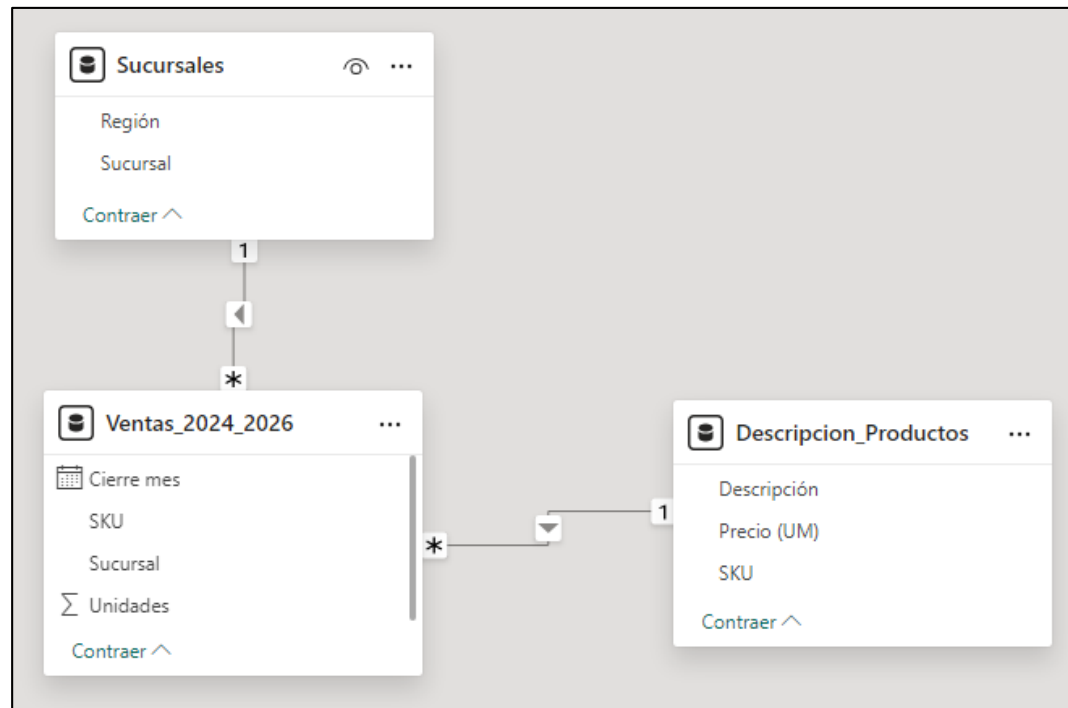 Sucursales
Región
Sucursal
Contraer
1
*
Ventas_2024_2026
Cierre mes
SKU
Sucursal
Σ Unidades
Contraer
*
1
Descripcion_Productos
Descripción
Precio (UM)
SKU
Contraer